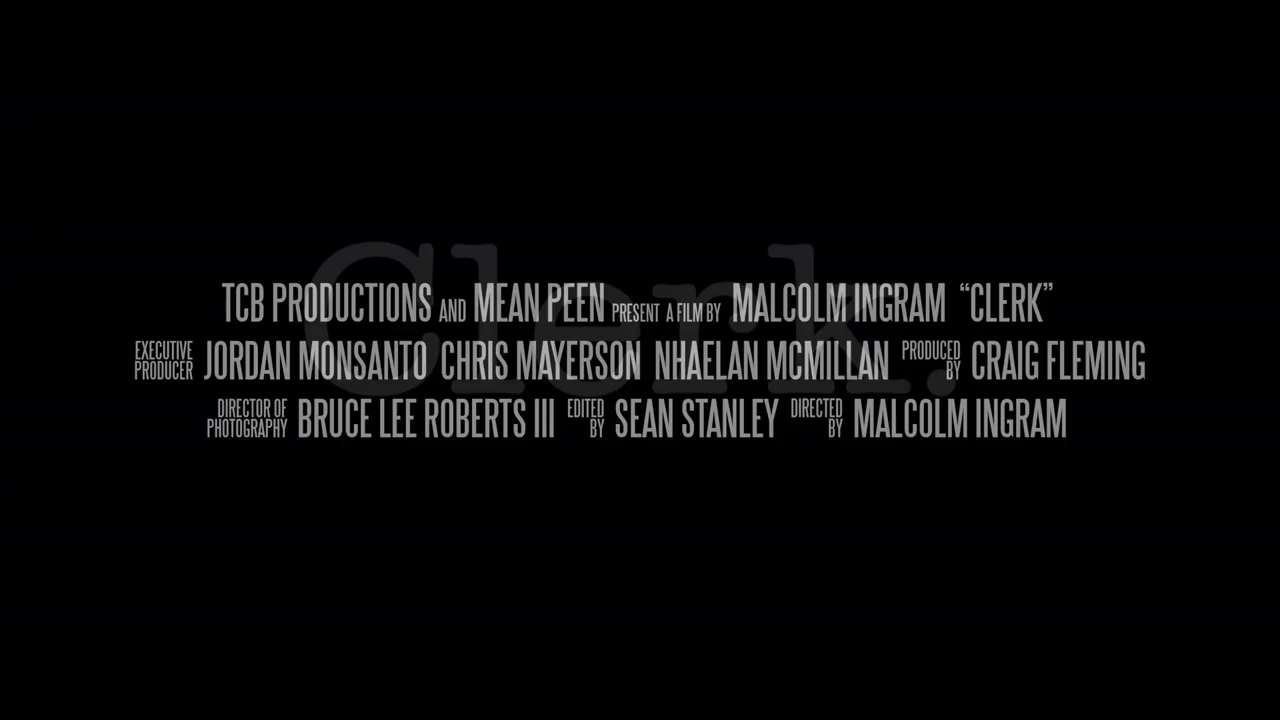 Clerk.
TCB PRODUCTIONS AND MEAN PEEN PRESENT A FILM BY MALCOLM INGRAM “CLERK”
EXECUTIVE PRODUCER JORDAN MONSANTO CHRIS MAYERSON NHAELAN MCMILLAN PRODUCED BY CRAIG FLEMING
DIRECTOR OF PHOTOGRAPHY BRUCE LEE ROBERTS III EDITED BY SEAN STANLEY DIRECTED BY MALCOLM INGRAM